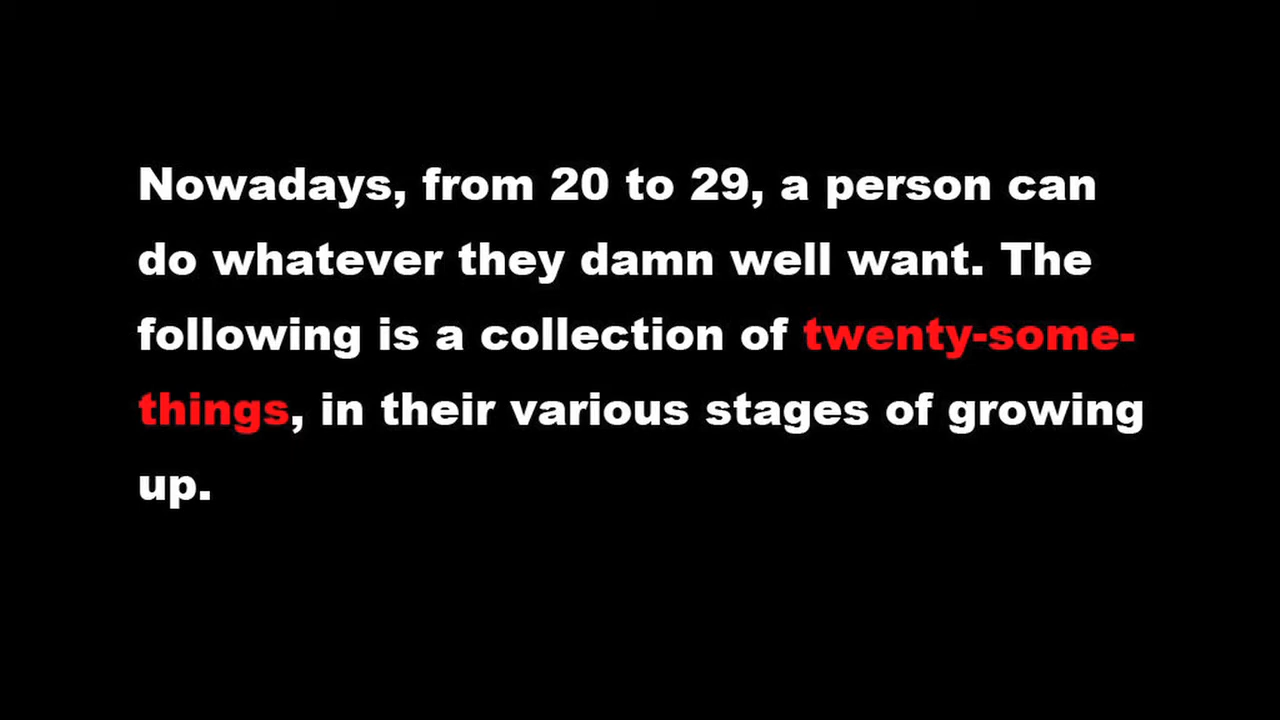 Nowadays, from 20 to 29, a person can
do whatever they damn well want. The
following is a collection of twenty-some-
things, in their various stages of growing
up.